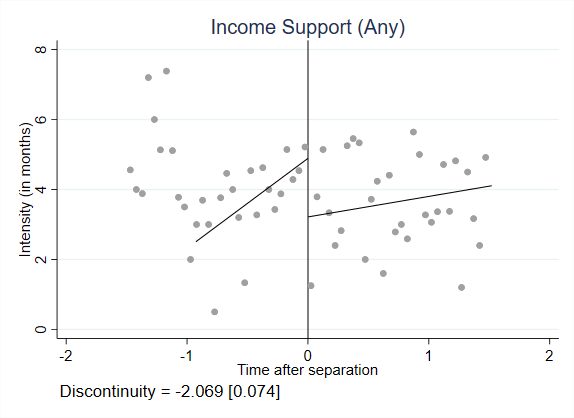 Income Support (Any)
Intensity (in months)
8
6
4
2
0
-2 -1 0 1 2
Time after separation
Discontinuity = -2.069 [0.074]